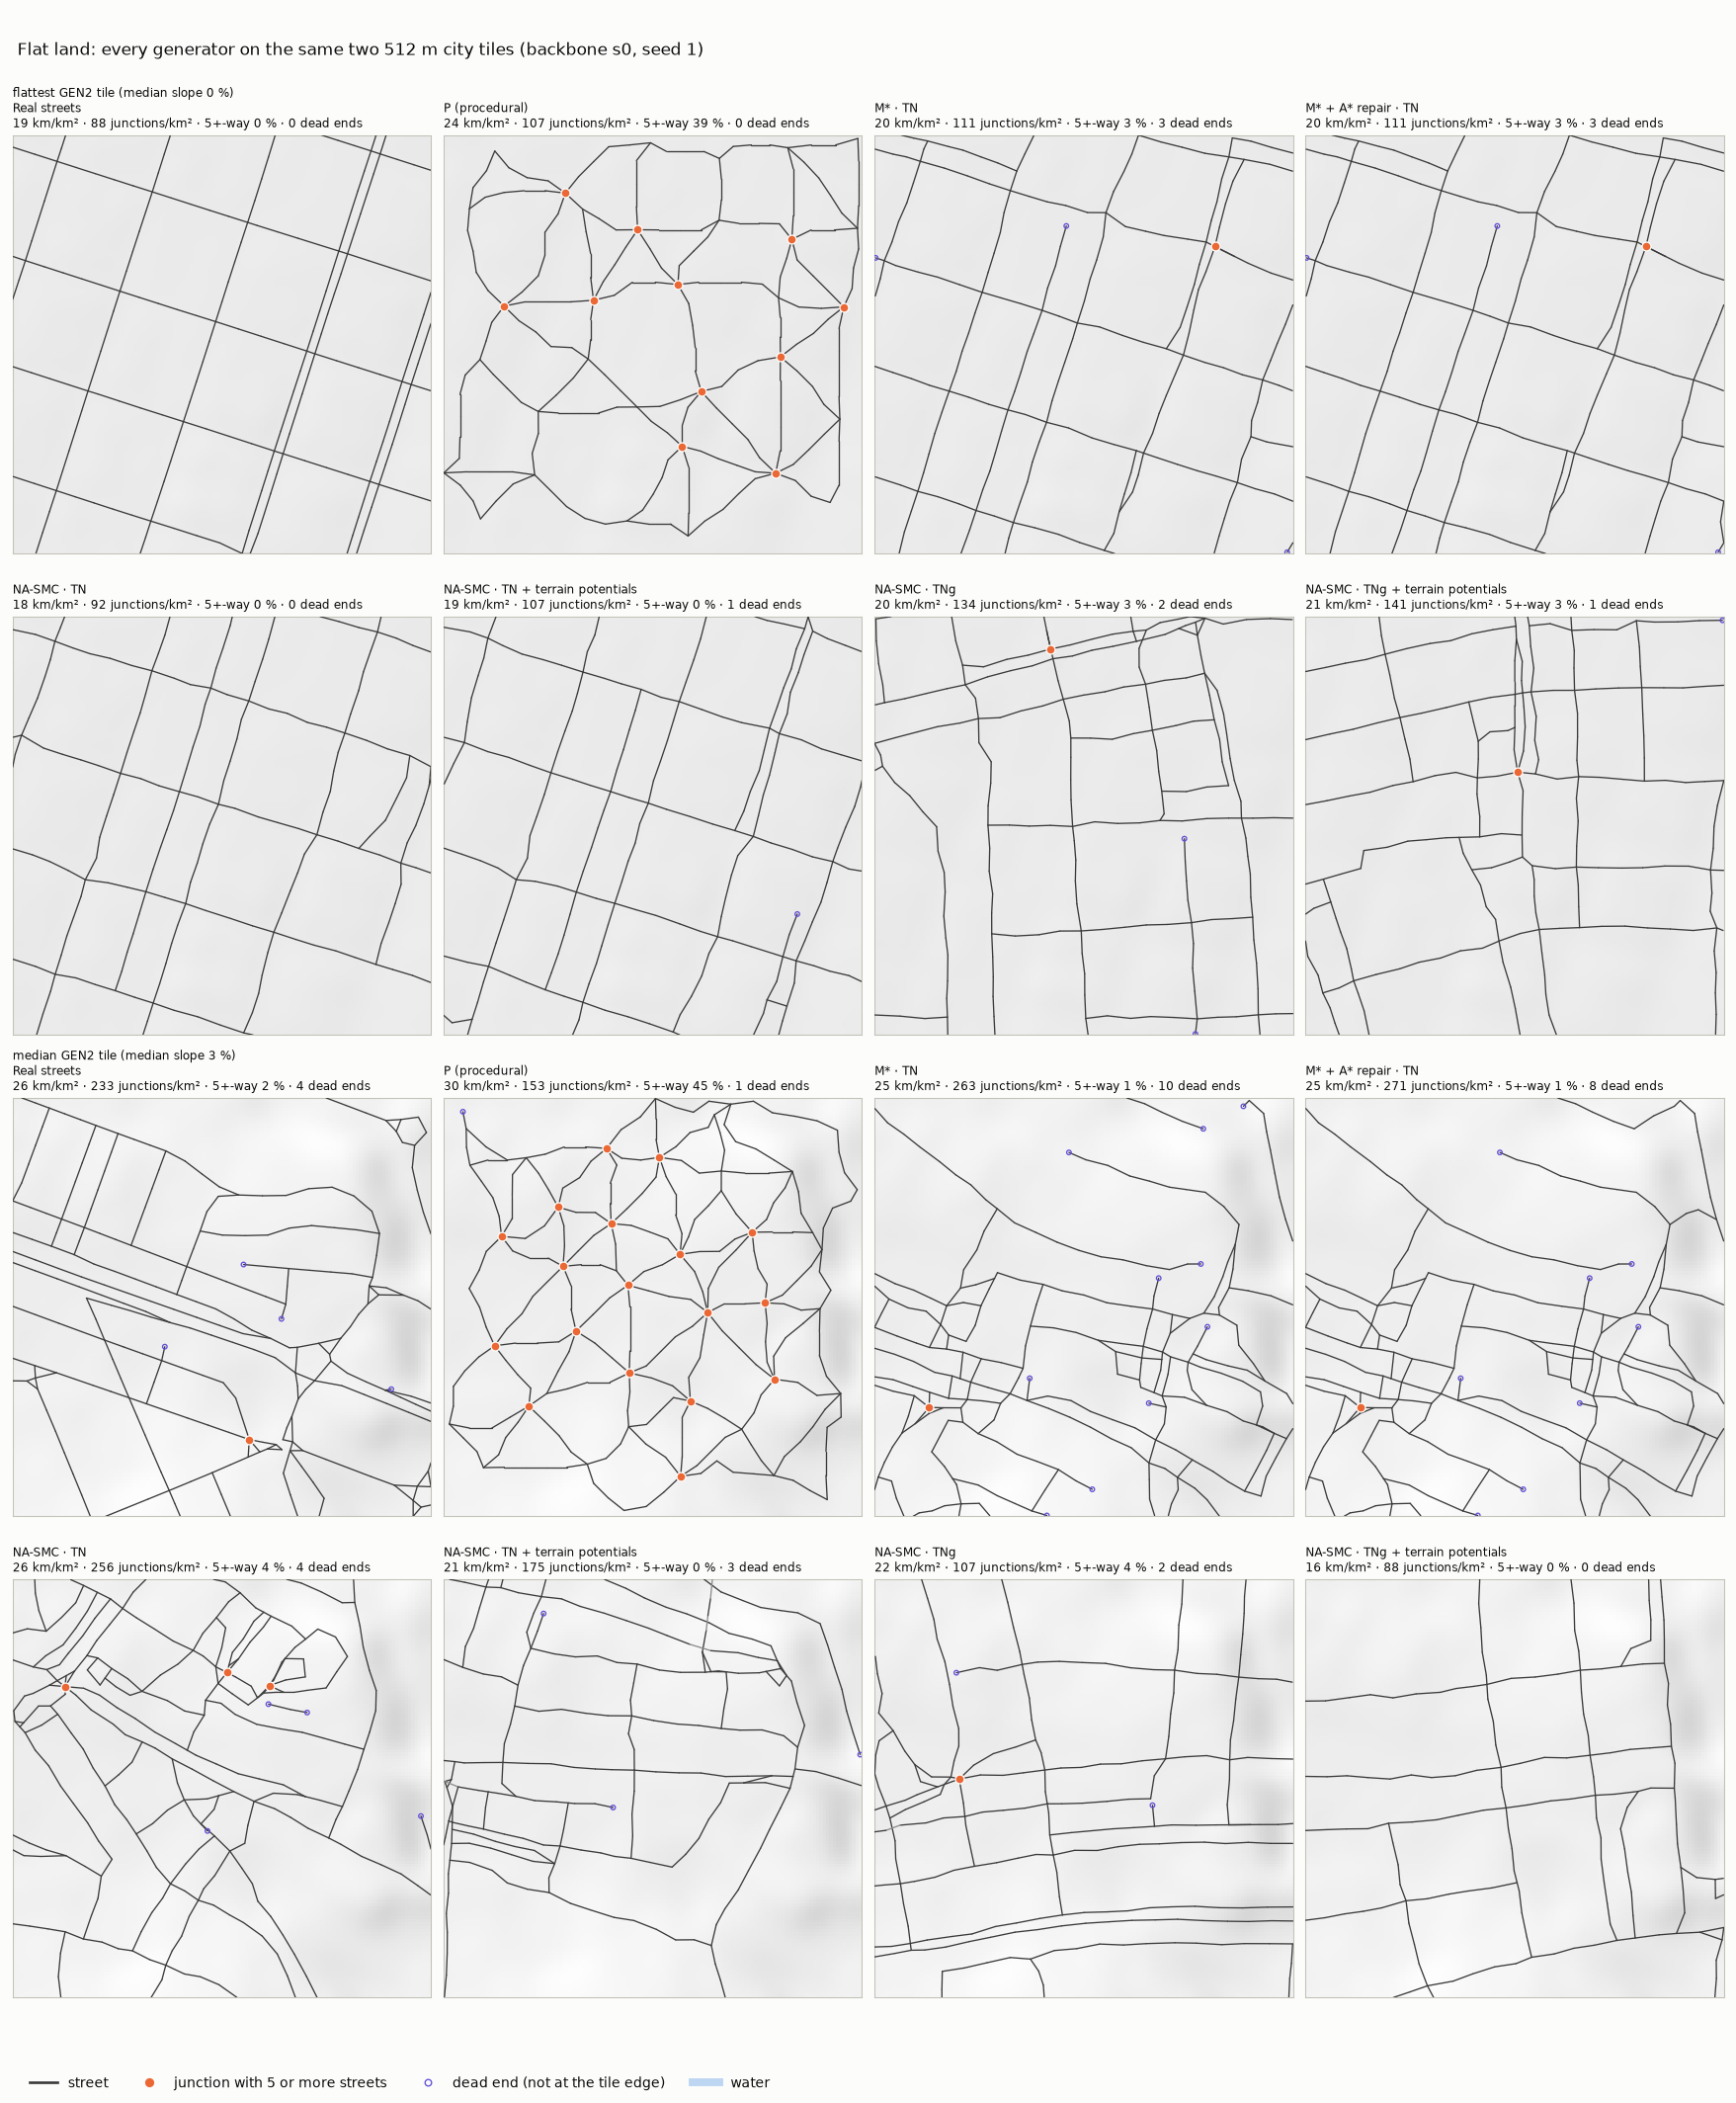 Flat land: every generator on the same two 512 m city tiles (backbone s0, seed 1)
flattest GEN2 tile (median slope 0 %)
Real streets
19 km/km² · 88 junctions/km² · 5+-way 0 % · 0 dead ends
P (procedural)
24 km/km² · 107 junctions/km² · 5+-way 39 % · 0 dead ends
M* · TN
20 km/km² · 111 junctions/km² · 5+-way 3 % · 3 dead ends
M* + A* repair · TN
20 km/km² · 111 junctions/km² · 5+-way 3 % · 3 dead ends
NA-SMC · TN
18 km/km² · 92 junctions/km² · 5+-way 0 % · 0 dead ends
NA-SMC · TN + terrain potentials
19 km/km² · 107 junctions/km² · 5+-way 0 % · 1 dead ends
NA-SMC · TNg
20 km/km² · 134 junctions/km² · 5+-way 3 % · 2 dead ends
NA-SMC · TNg + terrain potentials
21 km/km² · 141 junctions/km² · 5+-way 3 % · 1 dead ends
median GEN2 tile (median slope 3 %)
Real streets
26 km/km² · 233 junctions/km² · 5+-way 2 % · 4 dead ends
P (procedural)
30 km/km² · 153 junctions/km² · 5+-way 45 % · 1 dead ends
M* · TN
25 km/km² · 263 junctions/km² · 5+-way 1 % · 10 dead ends
M* + A* repair · TN
25 km/km² · 271 junctions/km² · 5+-way 1 % · 8 dead ends
NA-SMC · TN
26 km/km² · 256 junctions/km² · 5+-way 4 % · 4 dead ends
NA-SMC · TN + terrain potentials
21 km/km² · 175 junctions/km² · 5+-way 0 % · 3 dead ends
NA-SMC · TNg
22 km/km² · 107 junctions/km² · 5+-way 4 % · 2 dead ends
NA-SMC · TNg + terrain potentials
16 km/km² · 88 junctions/km² · 5+-way 0 % · 0 dead ends
street
junction with 5 or more streets
dead end (not at the tile edge)
water